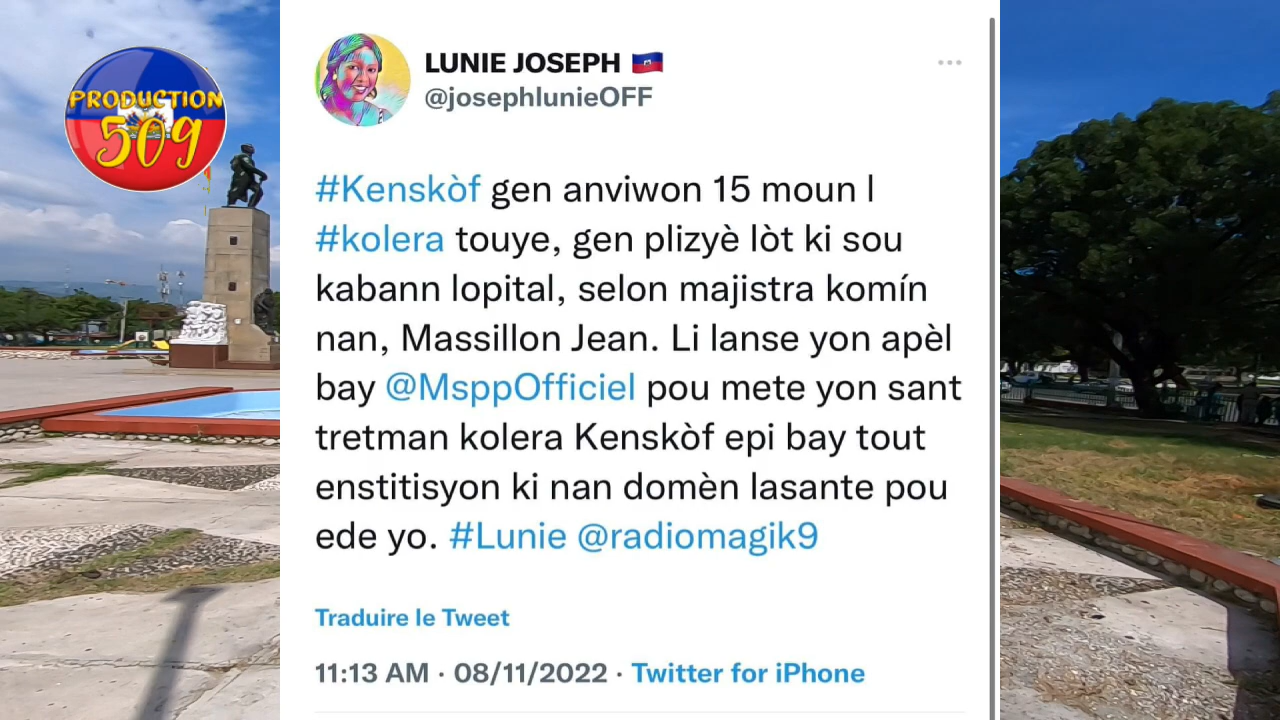 PRODUCTION
509
LUNIE JOSEPH 🇭🇹
@josephlunieOFF
#Kenskòf gen anviwon 15 moun l
#kolera touye, gen plizyè lòt ki sou
kabann lopital, selon majistra komín
nan, Massillon Jean. Li lanse yon apèl
bay @MsppOfficiel pou mete yon sant
tretman kolera Kenskòf epi bay tout
enstitisyon ki nan domèn lasante pou
ede yo. #Lunie @radiomagik9
Traduire le Tweet
11:13 AM · 08/11/2022 · Twitter for iPhone